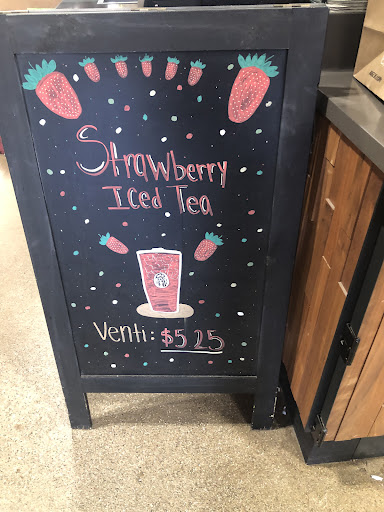 Strawberry
Iced Tea
Venti: $5.25